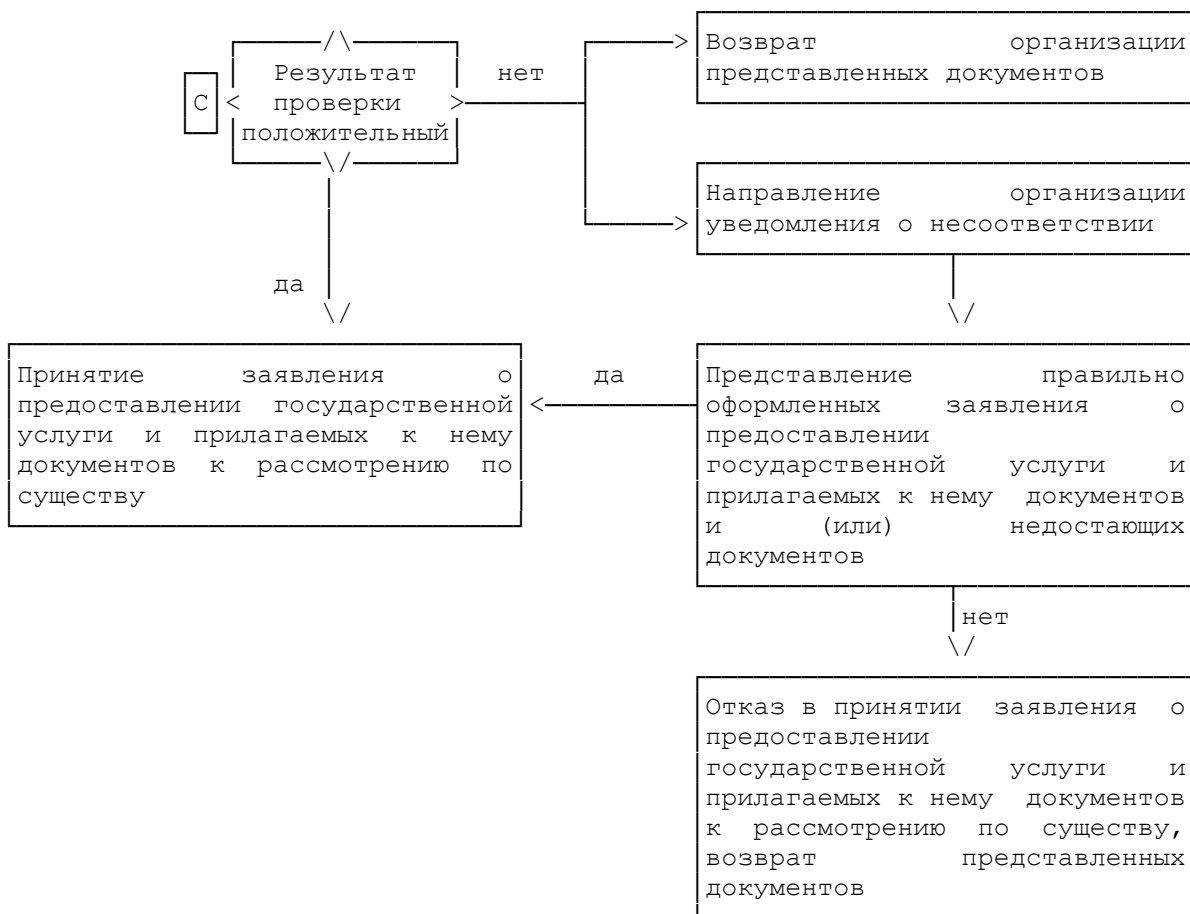 Результат
С
проверки
положительный
нет
Возврат организации
представленных документов
Направление организации
уведомления о несоответствии
да
Принятие заявления о
предоставлении государственной
услуги и прилагаемых к нему
документов к рассмотрению по
существу
да
Представление правильно
оформленных заявления о
предоставлении
государственной услуги и
прилагаемых к нему документов
и (или) недостающих
документов
нет
Отказ в принятии заявления о
предоставлении
государственной услуги и
прилагаемых к нему документов
к рассмотрению по существу,
возврат представленных
документов